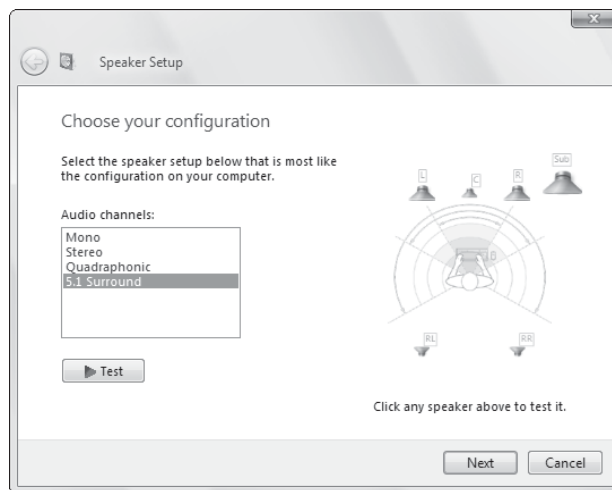 Speaker Setup
Choose your configuration
Select the speaker setup below that is most like
the configuration on your computer.
Audio channels:
Mono
Stereo
Quadraphonic
5.1 Surround
Test
L
C
R
Sub
RL
RR
Click any speaker above to test it.
Next
Cancel